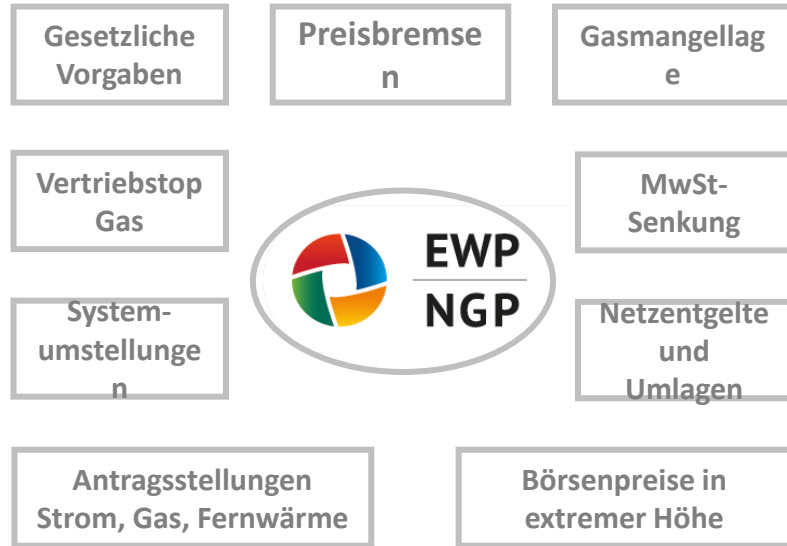 Gesetzliche
Vorgaben
Preisbremse
n
Gasmangellag
e
Vertriebstop
Gas
EWP
NGP
MwSt-
Senkung
System-
umstellunge
n
Netzentgelte
und
Umlagen
Antragsstellungen
Strom, Gas, Fernwärme
Börsenpreise in
extremer Höhe